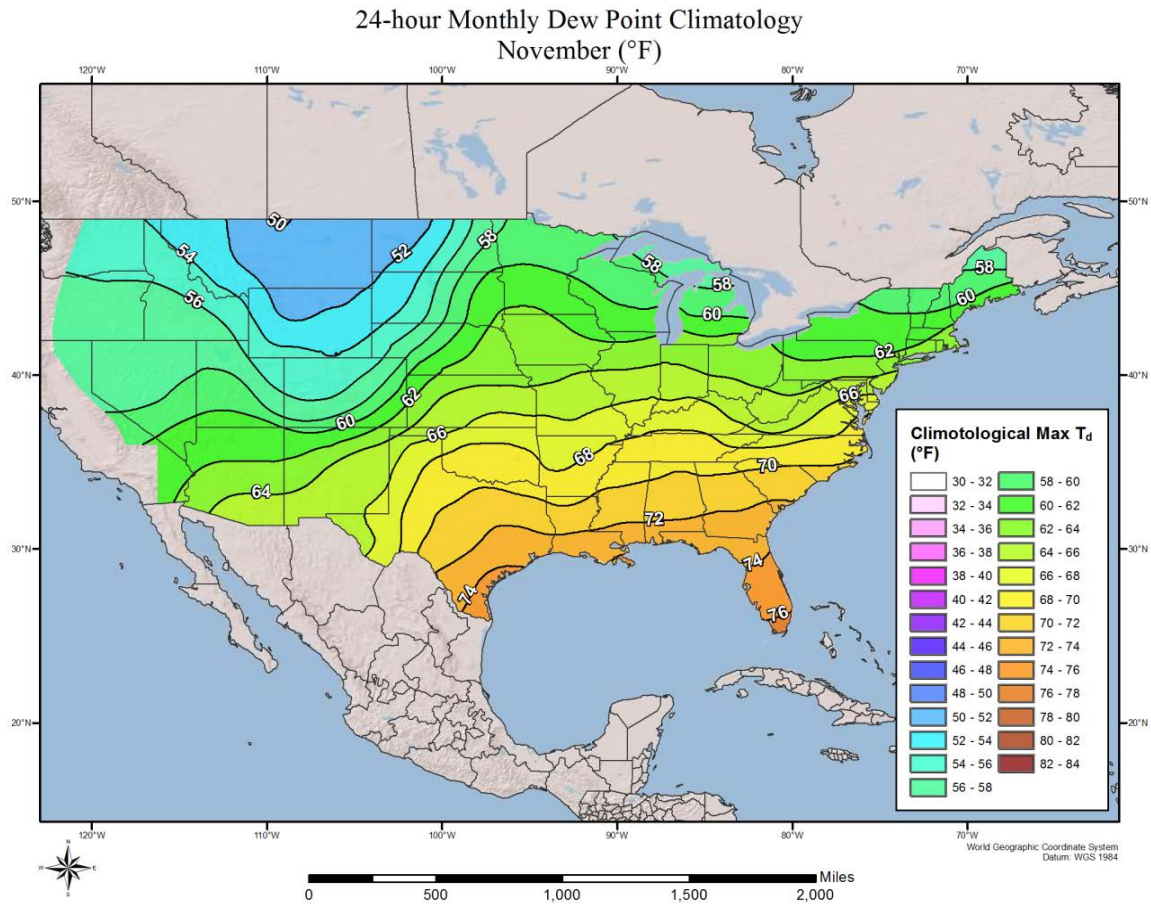 24-hour Monthly Dew Point Climatology
November (°F)
120°W 110°W 100°W 90°W 80°W 70°W
50°N 50°N
50
58
52
54
58
58
58
56
60
60
62
40°N 40°N
62
66
60
66
68
70
64
72
30°N 30°N
74
74
76
20°N 20°N
Climotological Max Td
(°F)
30 - 32 58 - 60
32 - 34 60 - 62
34 - 36 62 - 64
36 - 38 64 - 66
38 - 40 66 - 68
40 - 42 68 - 70
42 - 44 70 - 72
44 - 46 72 - 74
46 - 48 74 - 76
48 - 50 76 - 78
50 - 52 78 - 80
52 - 54 80 - 82
54 - 56 82 - 84
56 - 58
120°W 110°W 100°W 90°W 80°W 70°W
World Geographic Coordinate System
Datum: WGS 1984
N
W E
S
Miles
0 500 1,000 1,500 2,000